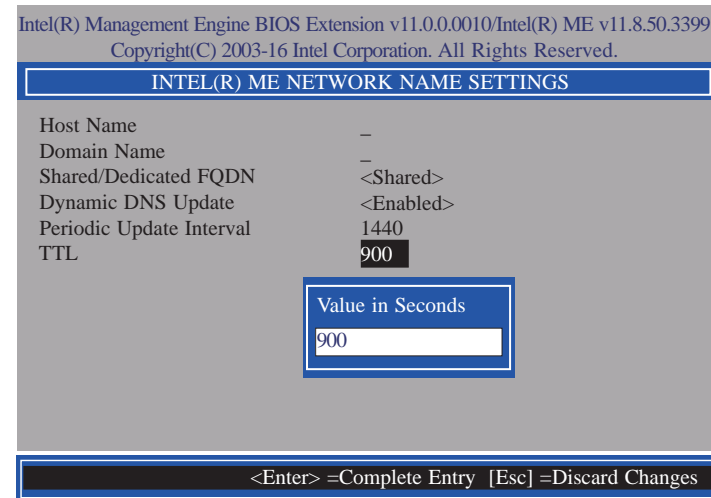 Intel(R) Management Engine BIOS Extension v11.0.0.0010/Intel(R) ME v11.8.50.3399
Copyright(C) 2003-16 Intel Corporation. All Rights Reserved.
INTEL(R) ME NETWORK NAME SETTINGS
Host Name _
Domain Name _
Shared/Dedicated FQDN <Shared>
Dynamic DNS Update <Enabled>
Periodic Update Interval 1440
TTL 900
Value in Seconds
900
<Enter> =Complete Entry [Esc] =Discard Changes